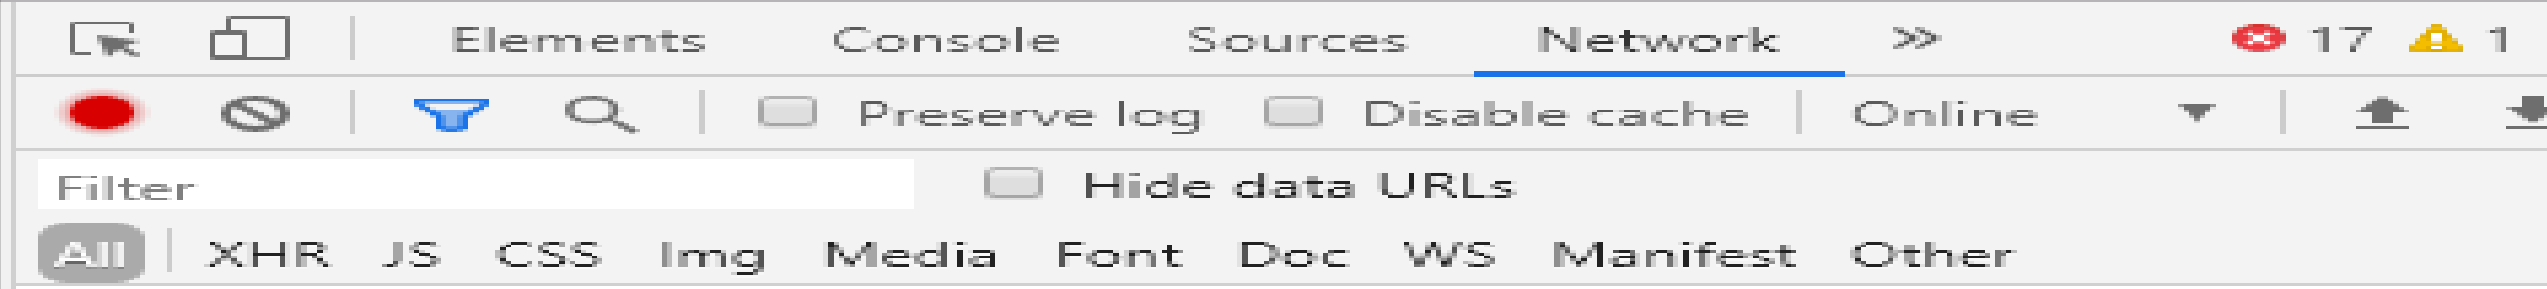 Elements Console Sources Network » 17 1
Preserve log Disable cache Online
Filter Hide data URLs
All XHR JS CSS Img Media Font Doc WS Manifest Other